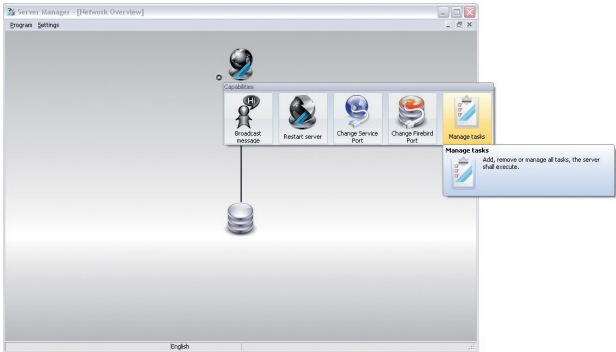 Server Manager - [Network Overview]
Program Settings
Capabilities
Hi
Broadcast message
Restart server
Change Service Port
Change Firebird Port
Manage tasks
Manage tasks
Add, remove or manage all tasks, the server
shall execute.
English